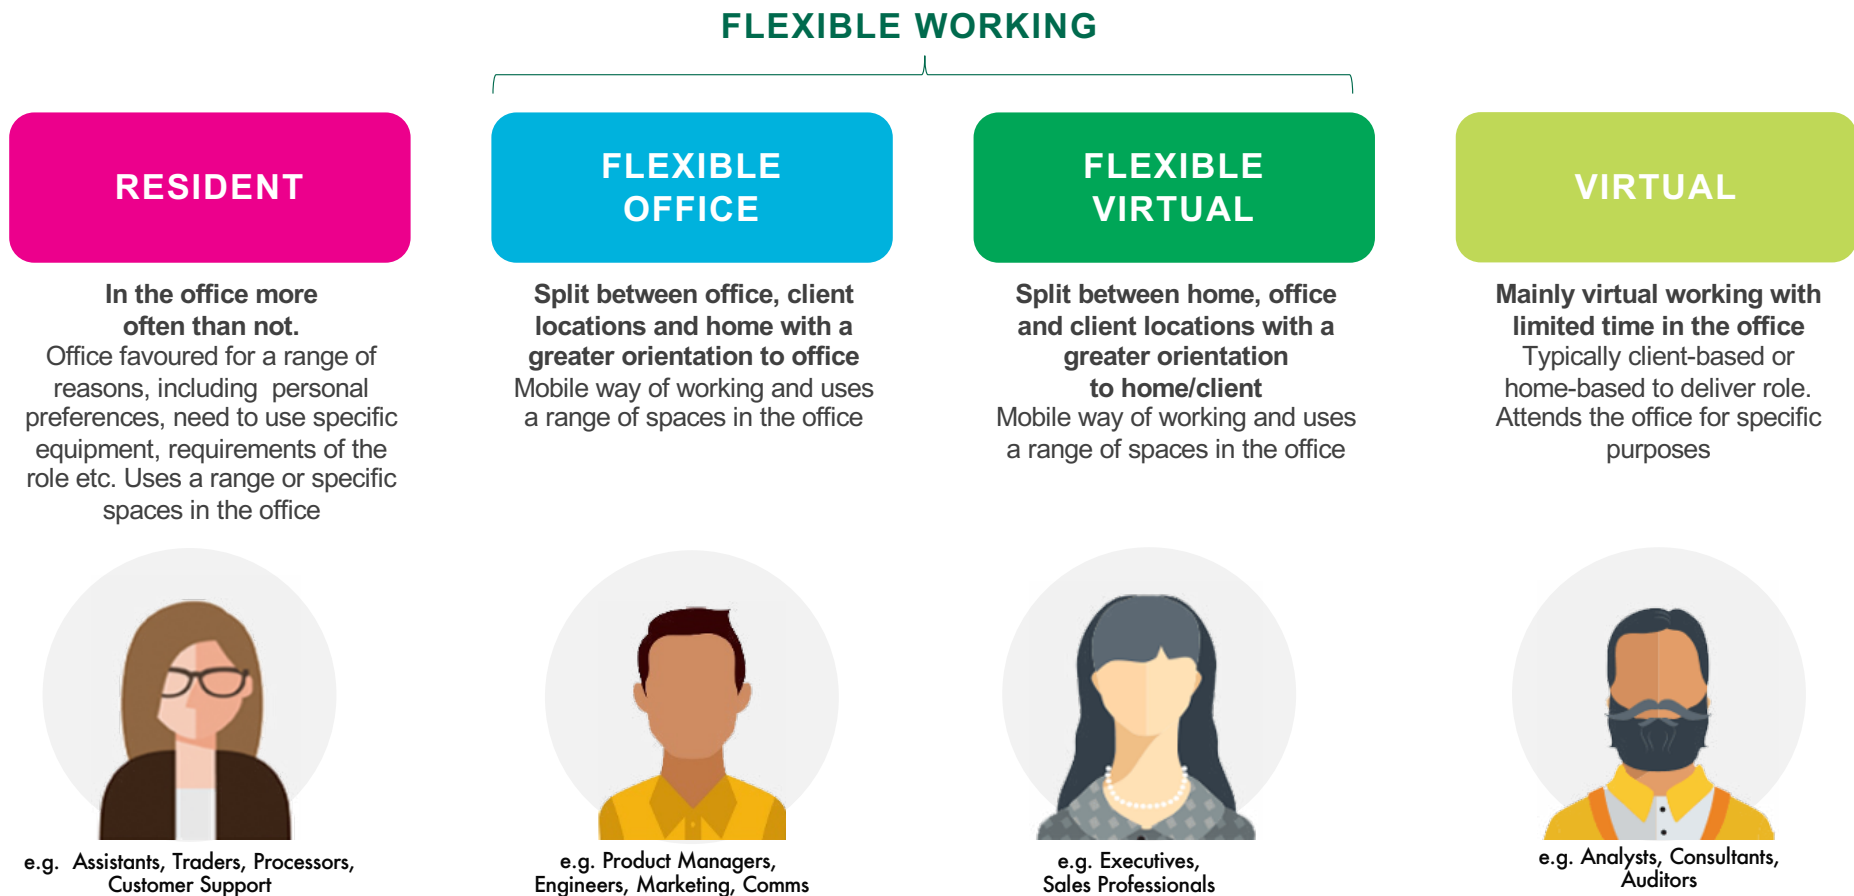 FLEXIBLE WORKING
RESIDENT
In the office more
often than not.
Office favoured for a range of
reasons, including  personal
preferences, need to use specific
equipment, requirements of the
role etc. Uses a range or specific
spaces in the office
e.g.  Assistants, Traders, Processors,
Customer Support
FLEXIBLE
OFFICE
Split between office, client
locations and home with a
greater orientation to office
Mobile way of working and uses
a range of spaces in the office
e.g. Product Managers,
Engineers, Marketing, Comms
FLEXIBLE
VIRTUAL
Split between home, office
and client locations with a
greater orientation
to home/client
Mobile way of working and uses
a range of spaces in the office
e.g. Executives,
Sales Professionals
VIRTUAL
Mainly virtual working with
limited time in the office
Typically client-based or
home-based to deliver role.
Attends the office for specific
purposes
e.g. Analysts, Consultants,
Auditors